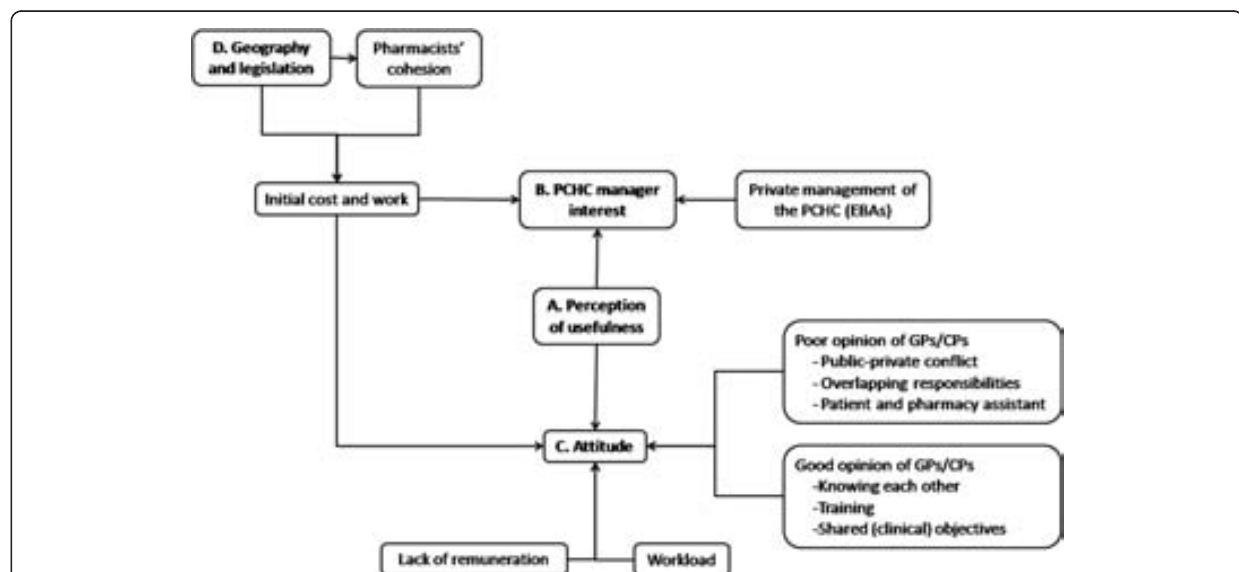 D. Geography
and legislation
Pharmacists'
cohesion
Initial cost and work
B. PCHC manager
interest
Private management of
the PCHC (EBAs)
A. Perception
of usefulness
Poor opinion of GPs/CPs
- Public-private conflict
- Overlapping responsibilities
- Patient and pharmacy assistant
C. Attitude
Good opinion of GPs/CPs
-Knowing each other
-Training
-Shared (clinical) objectives
Lack of remuneration
Workload